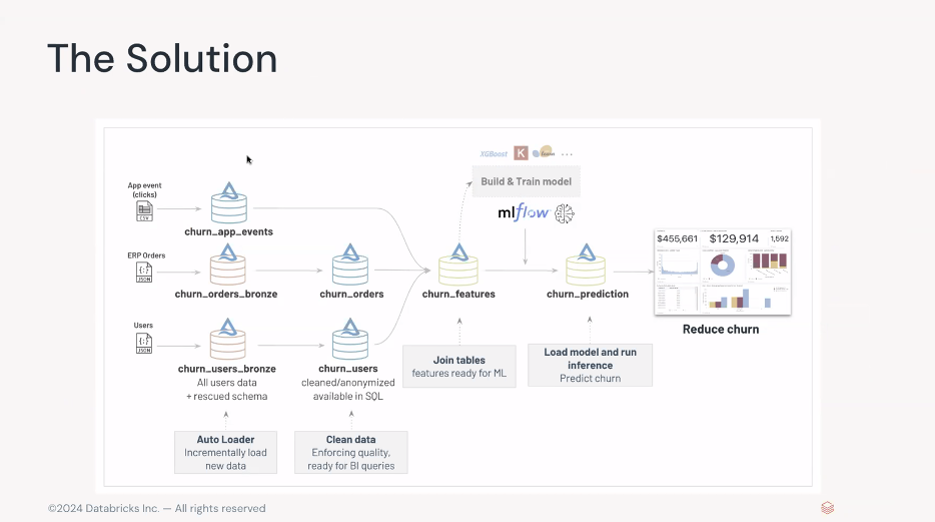 The Solution
XGBoost
K
...
Build & Train model
mlflow
App event
(clicks)
CSV
churn_app_events
ERP Orders
{:}
JSON
churn_orders_bronze
churn_orders
churn_features
churn_prediction
$455,661
$129,914
1,592
Reduce churn
Users
{:}
JSON
churn_users_bronze
All users data
+ rescued schema
churn_users
cleaned/anonymized
available in SQL
Join tables
features ready for ML
Load model and run
inference
Predict churn
Auto Loader
Incrementally load
new data
Clean data
Enforcing quality,
ready for BI queries
©2024 Databricks Inc. — All rights reserved